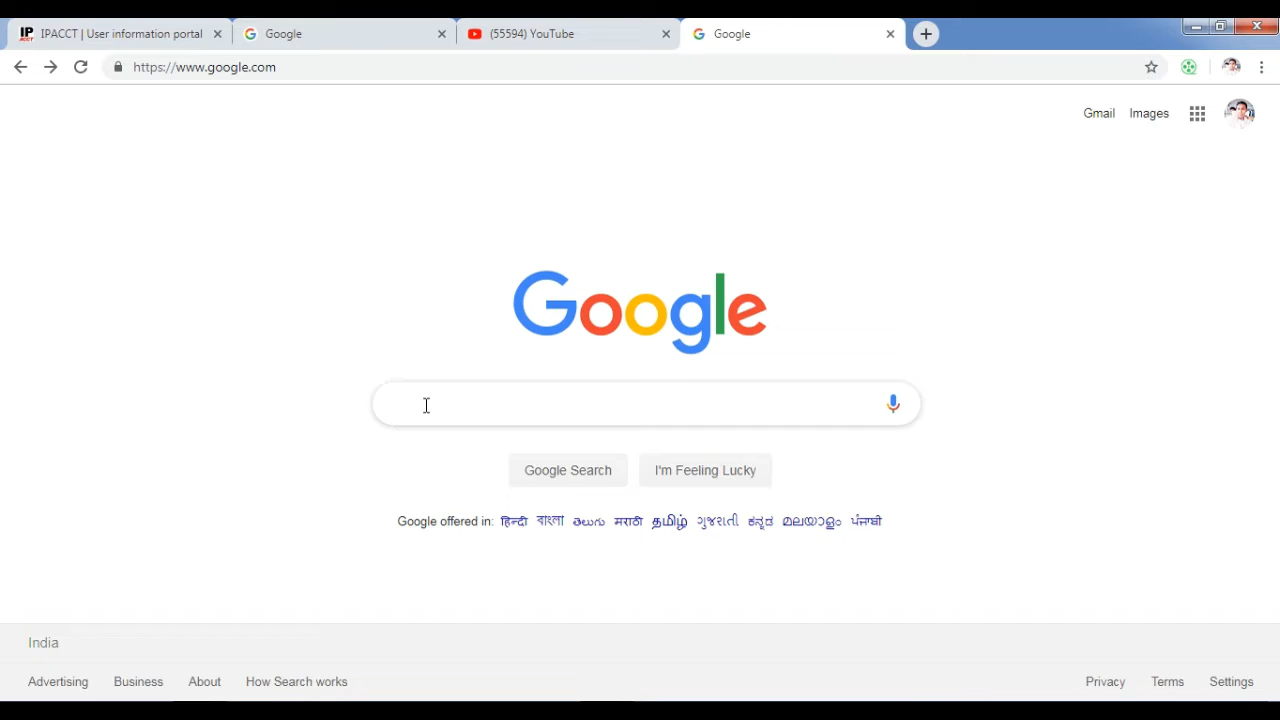 IPACCT | User information portal
Google
(55594) YouTube
Google
https://www.google.com
Gmail Images
Google
Google Search I'm Feeling Lucky
Google offered in: हिन्दी বাংলা తెలుగు मराठी தமிழ் ગુજરાતી ಕನ್ನಡ മലയാളം ਪੰਜਾਬੀ
India
Advertising Business About How Search works Privacy Terms Settings